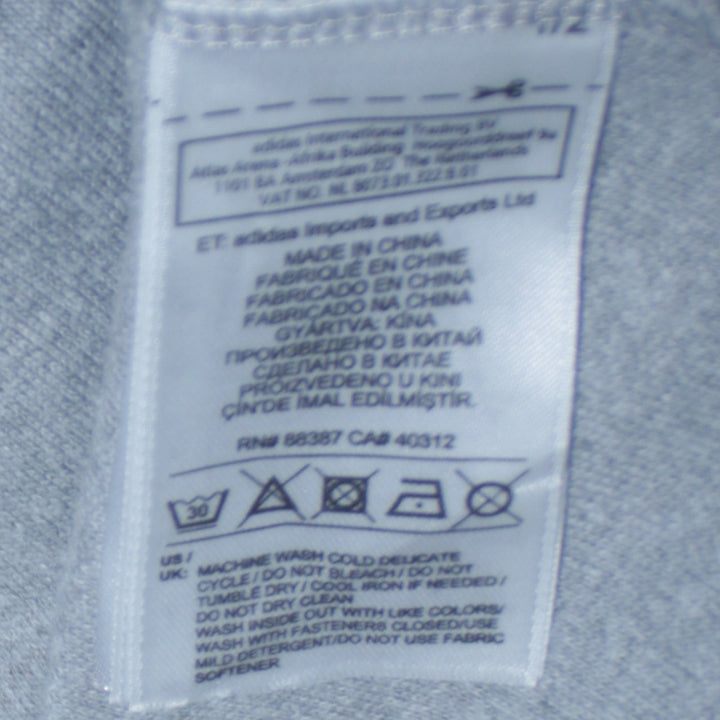 1/2
adidas International Trading BV
Atlas Arena-Afrika Building Hoogoorddreef 9a
1101 BA Amsterdam ZO The Netherlands
VAT NO. NL
ET: adidas Imports and Exports Ltd
MADE IN CHINA
FABRIQUÉ EN CHINE
FABRICADO EN CHINA
FABRICADO NA CHINA
GYÁRTVA: KÍNA
ПРОИЗВЕДЕНО В КИТАЙ
СДЕЛАНО В КИТАЕ
PROIZVEDENO U KINI
ÇİN'DE İMAL EDİLMİŞTİR.
RN# 88387 CA# 40312
30
US /
UK: MACHINE WASH COLD DELICATE
CYCLE / DO NOT BLEACH / DO NOT
TUMBLE DRY / COOL IRON IF NEEDED /
DO NOT DRY CLEAN
WASH INSIDE OUT WITH LIKE COLORS/
WASH WITH FASTENERS CLOSED/USE
MILD DETERGENT/DO NOT USE FABRIC
SOFTENER